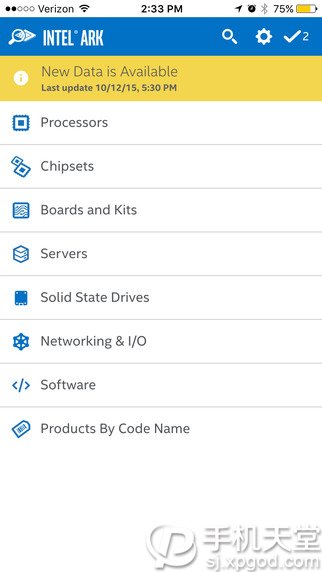 Verizon 2:33 PM 75%
INTEL® ARK 2
New Data is Available
Last update 10/12/15, 5:30 PM
Processors
Chipsets
Boards and Kits
Servers
Solid State Drives
Networking & I/O
Software
Products By Code Name
手机天堂
sj.xpgod.com